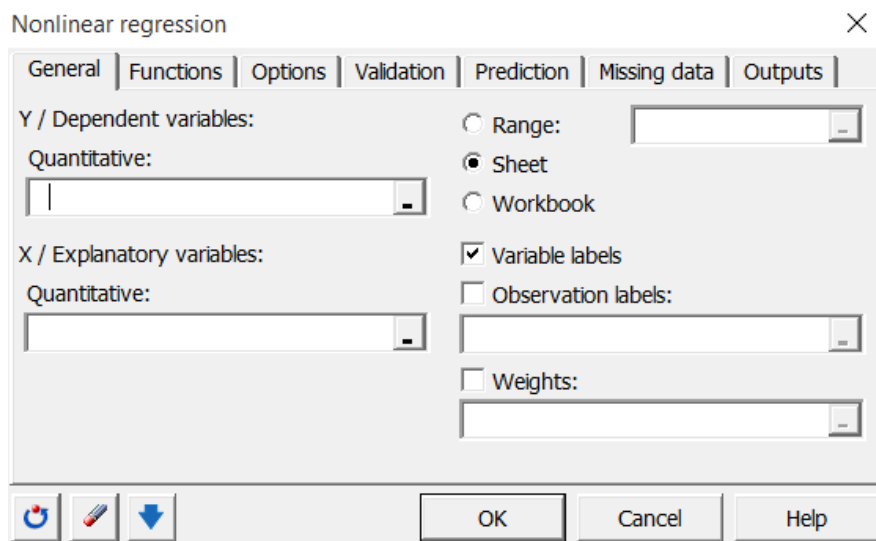 Nonlinear regression
General Functions Options Validation Prediction Missing data Outputs
Y / Dependent variables:
Quantitative:
X / Explanatory variables:
Quantitative:
Range:
Sheet
Workbook
Variable labels
Observation labels:
Weights:
OK Cancel Help